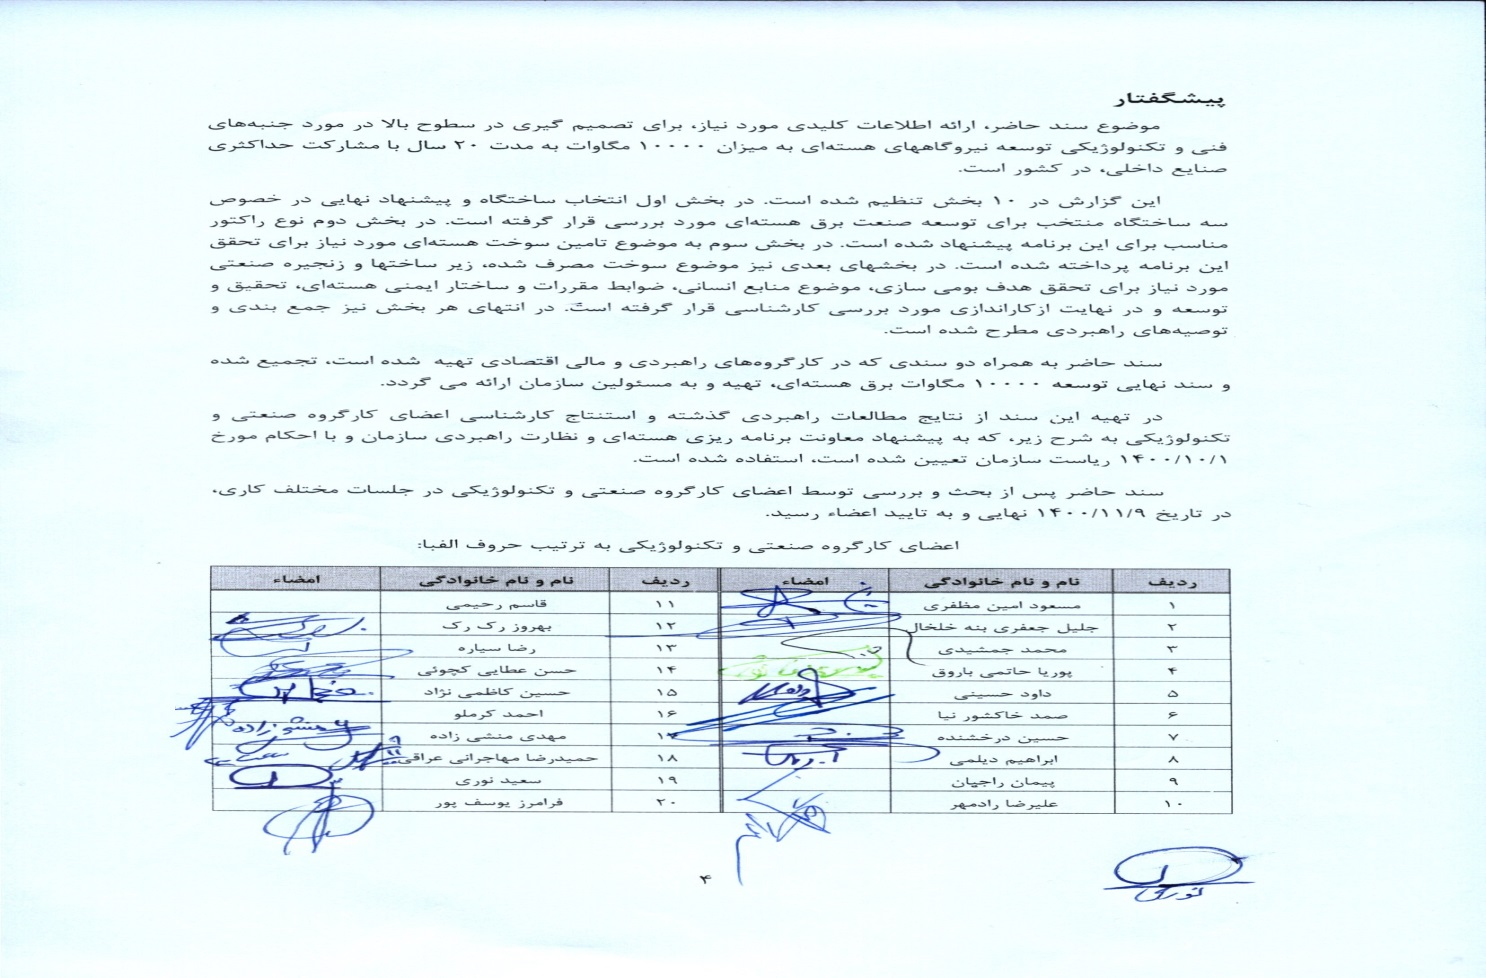 پیشگفتار
موضوع سند حاضر، ارائه اطلاعات کلیدی مورد نیاز، برای تصمیم گیری در سطوح بالا در مورد جنبه‌های
فنی و تکنولوژیکی توسعه نیروگاههای هسته‌ای به میزان ۱۰۰۰۰ مگاوات به مدت ۲۰ سال با مشارکت حداکثری
صنایع داخلی، در کشور است.
این گزارش در ۱۰ بخش تنظیم شده است. در بخش اول انتخاب ساختگاه و پیشنهاد نهایی در خصوص
سه ساختگاه منتخب برای توسعه صنعت برق هسته‌ای مورد بررسی قرار گرفته است. در بخش دوم نوع راکتور
مناسب برای این برنامه پیشنهاد شده است. در بخش سوم به موضوع تامین سوخت هسته‌ای مورد نیاز برای تحقق
این برنامه پرداخته شده است. در بخشهای بعدی نیز موضوع سوخت مصرف شده، زیر ساختها و زنجیره صنعتی
مورد نیاز برای تحقق هدف بومی سازی، موضوع منابع انسانی، ضوابط مقررات و ساختار ایمنی هسته‌ای، تحقیق و
توسعه و در نهایت ازکاراندازی مورد بررسی کارشناسی قرار گرفته است. در انتهای هر بخش نیز جمع بندی و
توصیه‌های راهبردی مطرح شده است.
سند حاضر به همراه دو سندی که در کارگروه‌های راهبردی و مالی اقتصادی تهیه شده است، تجمیع شده
و سند نهایی توسعه ۱۰۰۰۰ مگاوات برق هسته‌ای، تهیه و به مسئولین سازمان ارائه می گردد.
در تهیه این سند از نتایج مطالعات راهبردی گذشته و استنتاج کارشناسی اعضای کارگروه صنعتی و
تکنولوژیکی به شرح زیر، که به پیشنهاد معاونت برنامه ریزی هسته‌ای و نظارت راهبردی سازمان و با احکام مورخ
۱۴۰۰/۱۰/۱ ریاست سازمان تعیین شده است، استفاده شده است.
سند حاضر پس از بحث و بررسی توسط اعضای کارگروه صنعتی و تکنولوژیکی در جلسات مختلف کاری،
در تاریخ ۱۴۰۰/۱۱/۹ نهایی و به تایید اعضاء رسید.
اعضای کارگروه صنعتی و تکنولوژیکی به ترتیب حروف الفبا:
ردیف نام و نام خانوادگی امضاء ردیف نام و نام خانوادگی امضاء
۱ مسعود امین مظفری ۱۱ قاسم رحیمی
۲ جلیل جعفری بنه خلخال ۱۲ بهروز رک رک
۳ محمد جمشیدی ۱۳ رضا سیاره
۴ پوریا حاتمی باروق ۱۴ حسن عطایی کچوئی
۵ داود حسینی ۱۵ حسین کاظمی نژاد
۶ صمد خاکشور نیا ۱۶ احمد کرملو
۷ حسین درخشنده ۱۷ مهدی منشی زاده
۸ ابراهیم دیلمی ۱۸ حمیدرضا مهاجرانی عراقی
۹ پیمان راجیان ۱۹ سعید نوری
۱۰ علیرضا رادمهر ۲۰ فرامرز یوسف پور
۴
نوری